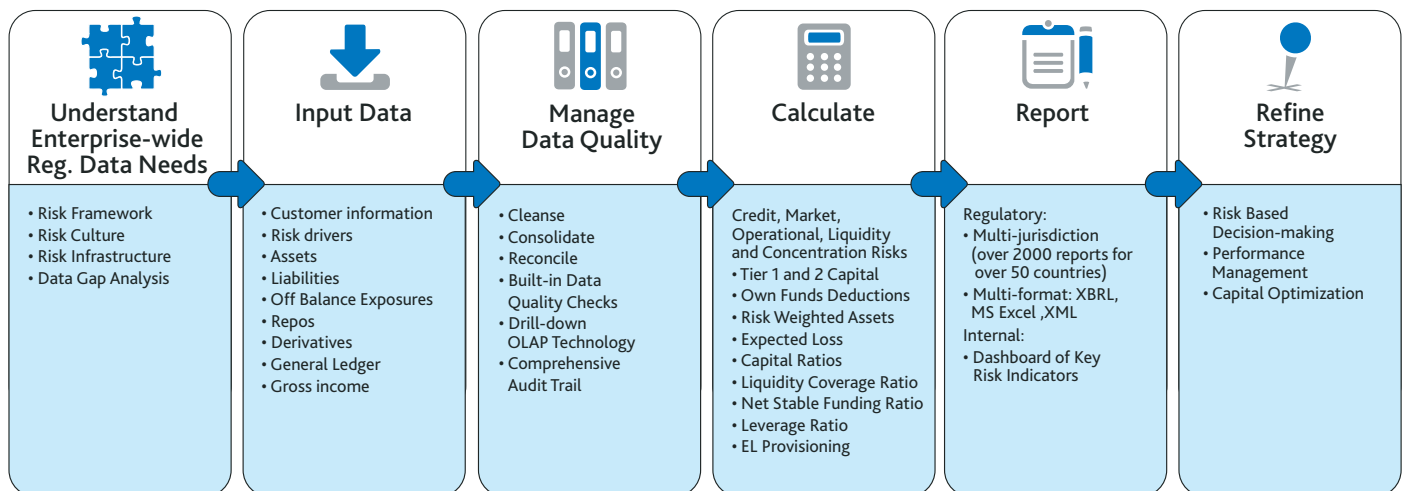 Understand
Enterprise-wide
Reg. Data Needs
• Risk Framework
• Risk Culture
• Risk Infrastructure
• Data Gap Analysis
Input Data
• Customer information
• Risk drivers
• Assets
• Liabilities
• Off Balance Exposures
• Repos
• Derivatives
• General Ledger
• Gross income
Manage
Data Quality
• Cleanse
• Consolidate
• Reconcile
• Built-in Data
Quality Checks
• Drill-down
OLAP Technology
• Comprehensive
Audit Trail
Calculate
Credit, Market,
Operational, Liquidity
and Concentration Risks
• Tier 1 and 2 Capital
• Own Funds Deductions
• Risk Weighted Assets
• Expected Loss
• Capital Ratios
• Liquidity Coverage Ratio
• Net Stable Funding Ratio
• Leverage Ratio
• EL Provisioning
Report
Regulatory:
• Multi-jurisdiction
(over 2000 reports for
over 50 countries)
• Multi-format: XBRL,
MS Excel ,XML
Internal:
• Dashboard of Key
Risk Indicators
Refine
Strategy
• Risk Based
Decision-making
• Performance
Management
• Capital Optimization